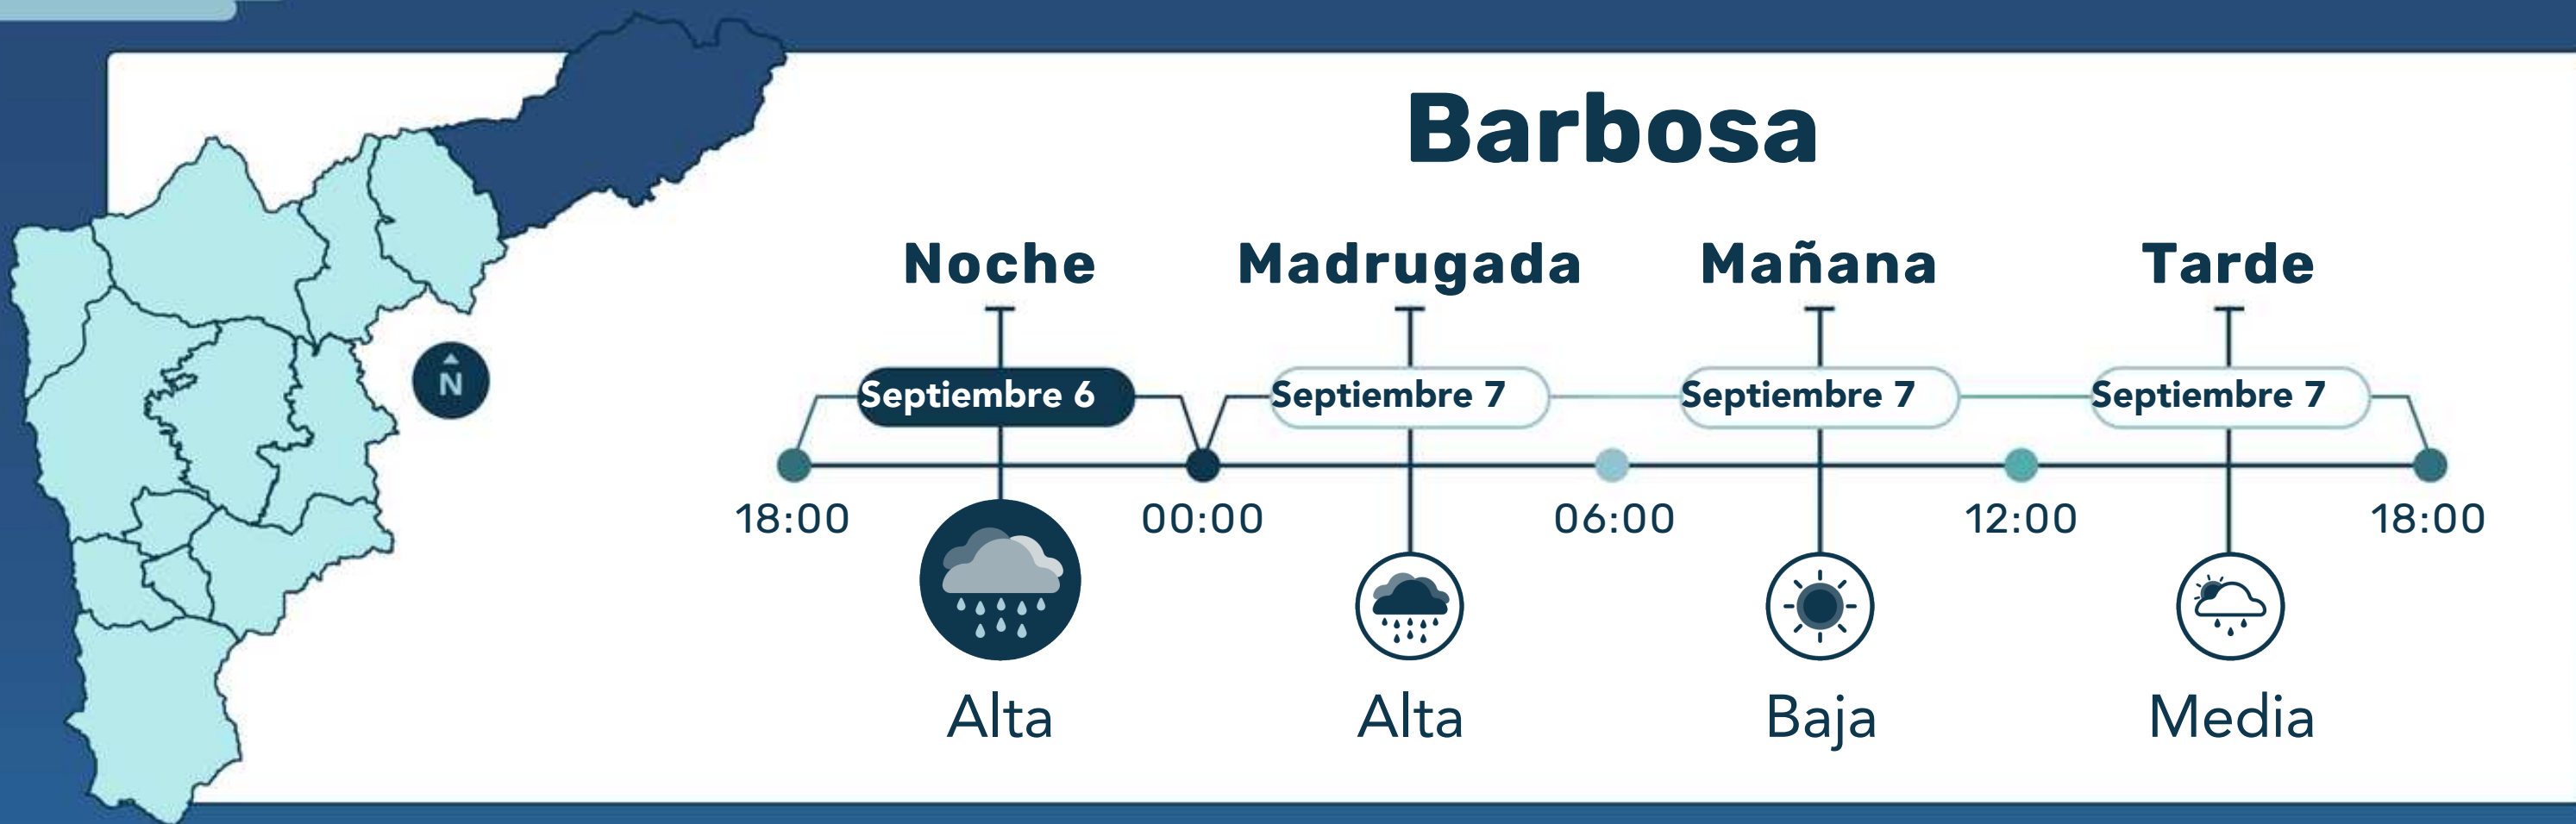 Barbosa
Noche Madrugada Mañana Tarde
N
Septiembre 6 Septiembre 7 Septiembre 7 Septiembre 7
18:00 00:00 06:00 12:00 18:00
Alta Alta Baja Media